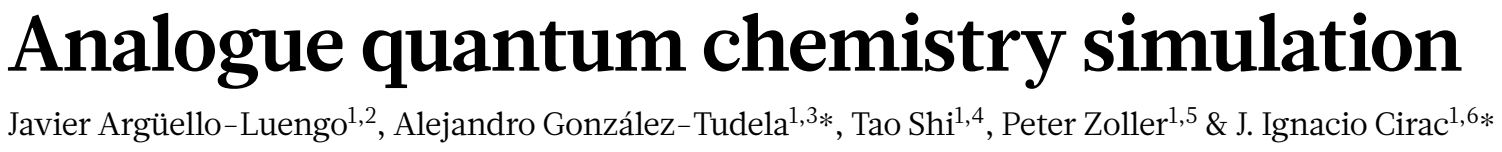 Analogue quantum chemistry simulation
Javier Argüello-Luengo1,2, Alejandro González-Tudela1,3*, Tao Shi1,4, Peter Zoller1,5 & J. Ignacio Cirac1,6*